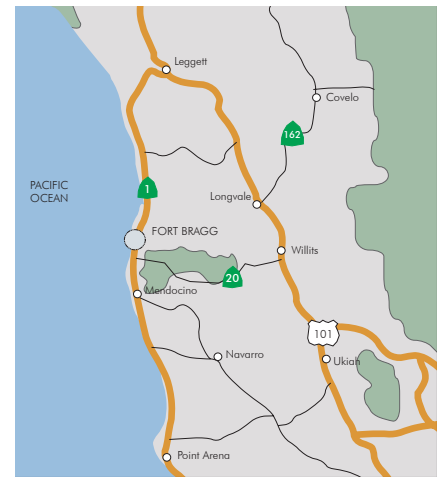 Leggett
Covelo
162
PACIFIC
OCEAN
1
Longvale
FORT BRAGG
Willits
20
Mendocino
101
Navarro
Ukiah
Point Arena